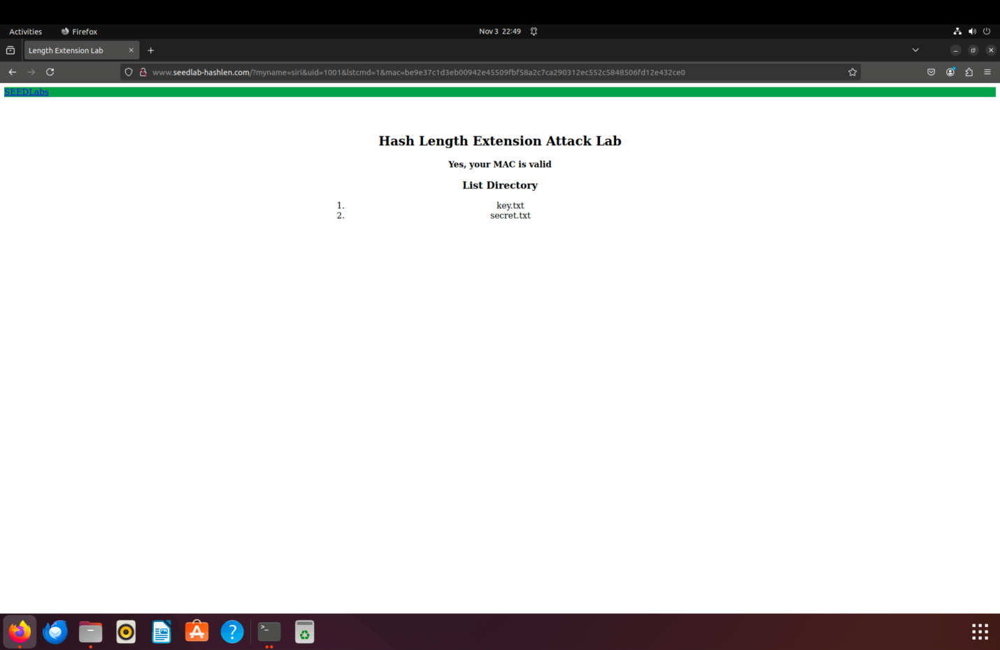 Activities Firefox Nov 3 22:49
Length Extension Lab
www.seedlab-hashlen.com/?myname=siri&uid=1001&lstcmd=1&mac=be9e37c1d3eb00942e45509fbf58a2c7ca290312ec552c5848506fd12e432ce0
SEEDLabs
Hash Length Extension Attack Lab
Yes, your MAC is valid
List Directory
1. key.txt
2. secret.txt